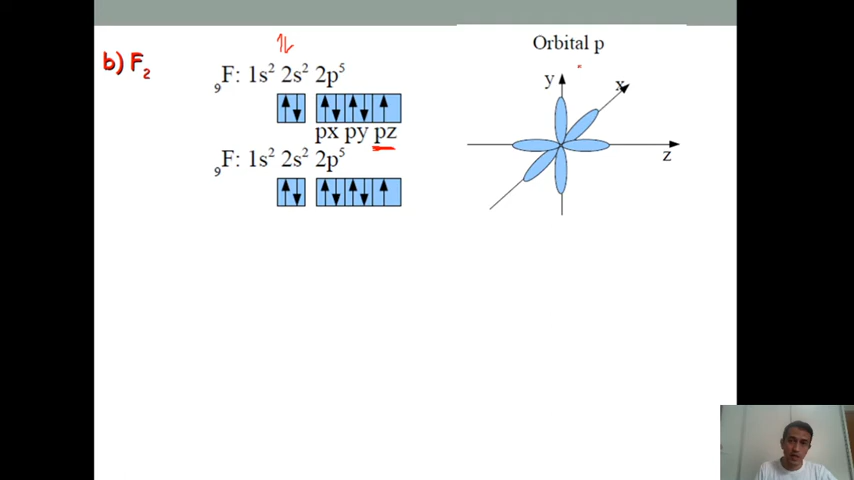 b) F₂
₉F: 1s² 2s² 2p⁵
px py pz
₉F: 1s² 2s² 2p⁵
Orbital p
y
x
z